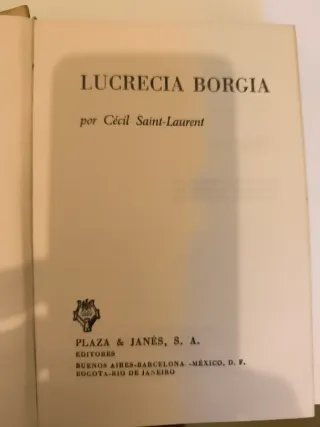 LUCRECIA BORGIA
por Cécil Saint-Laurent
PLAZA & JANÉS, S. A.
EDITORES
BUENOS AIRES-BARCELONA -MÉXICO, D. F.
BOGOTA-RIO DE JANEIRO